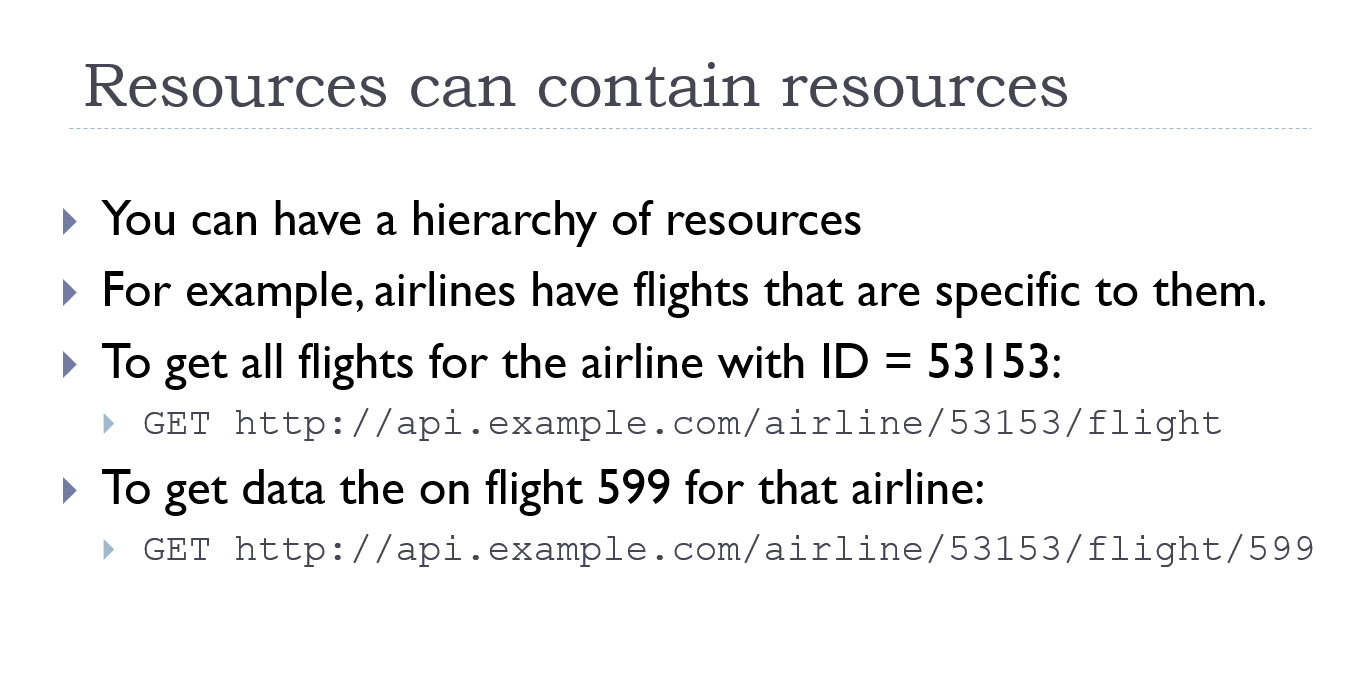 Resources can contain resources
You can have a hierarchy of resources
For example, airlines have flights that are specific to them.
To get all flights for the airline with ID = 53153:
GET http://api.example.com/airline/53153/flight
To get data the on flight 599 for that airline:
GET http://api.example.com/airline/53153/flight/599